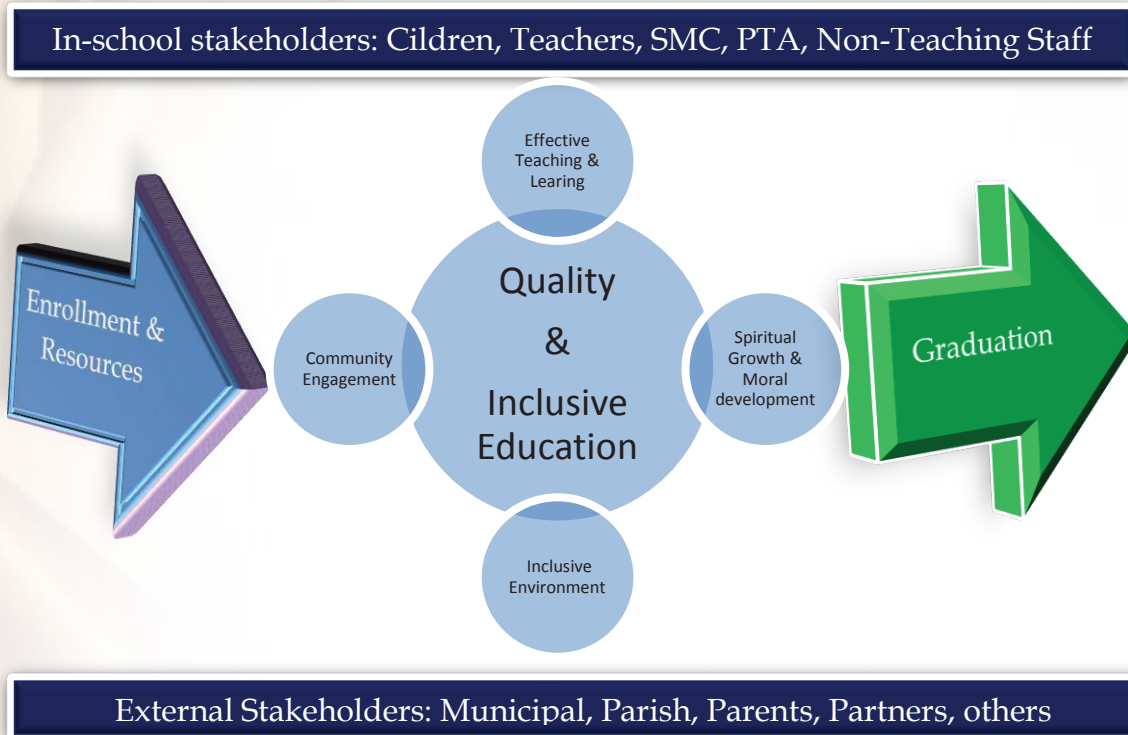 In-school stakeholders: Cildren, Teachers, SMC, PTA, Non-Teaching Staff
Effective
Teaching &
Learing
Enrollment &
Resources
Community
Engagement
Quality
&
Inclusive
Education
Spiritual
Growth &
Moral
development
Graduation
Inclusive
Environment
External Stakeholders: Municipal, Parish, Parents, Partners, others